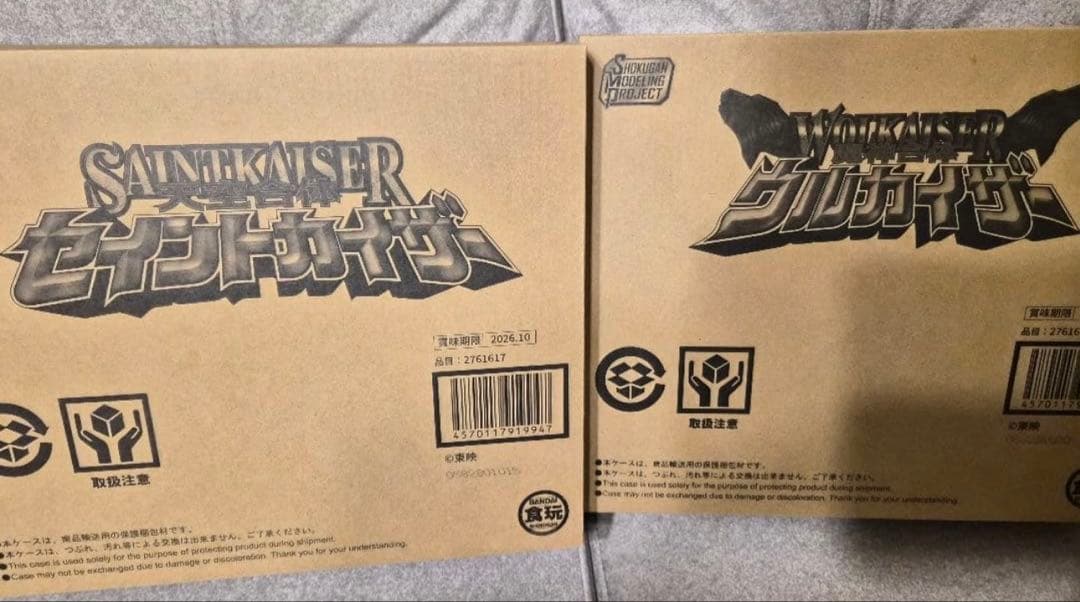 SAINTKAISER
天空合体
セイントカイザー
賞味期限 2026.10
品目：2761617
4570117919947
©東映
取扱注意
BANDAI
食玩
●本ケースは、商品輸送用の保護梱包材です。
●本ケースは、つぶれ、汚れ等による交換は出来ません。ご了承ください。
●This case is used solely for the purpose of protecting product during shipment.
●Case may not be exchanged due to damage or discoloration. Thank you for your understanding.
SHOKUGAN
MODELING
PROJECT
WOLKAISER
ウルカイザー
賞味期限
品目：27616
45701179
©東映
取扱注意
●本ケースは、商品輸送用の保護梱包材です。
●本ケースは、つぶれ、汚れ等による交換は出来ません。ご了承ください。
●This case is used solely for the purpose of protecting product during shipment.
●Case may not be exchanged due to damage or discoloration. Thank you for your understanding.